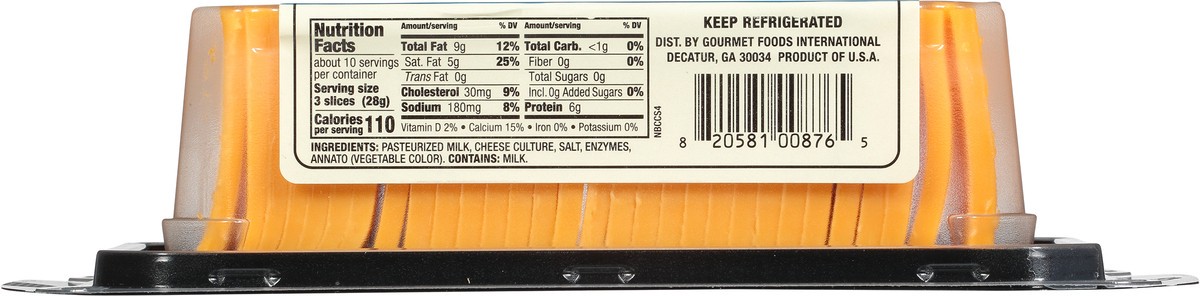 Nutrition Facts
about 10 servings
per container
Serving size
3 slices (28g)
Calories 110
per serving
Amount/serving % DV Amount/serving % DV
Total Fat 9g 12% Total Carb. <1g 0%
Sat. Fat 5g 25% Fiber 0g 0%
Trans Fat 0g Total Sugars 0g
Cholesterol 30mg 9% Incl. 0g Added Sugars 0%
Sodium 180mg 8% Protein 6g
Vitamin D 2% • Calcium 15% • Iron 0% • Potassium 0%
INGREDIENTS: PASTEURIZED MILK, CHEESE CULTURE, SALT, ENZYMES,
ANNATTO (VEGETABLE COLOR). CONTAINS: MILK.
NBCCS4
KEEP REFRIGERATED
DIST. BY GOURMET FOODS INTERNATIONAL
DECATUR, GA 30034 PRODUCT OF U.S.A.
8 20581 00876 5